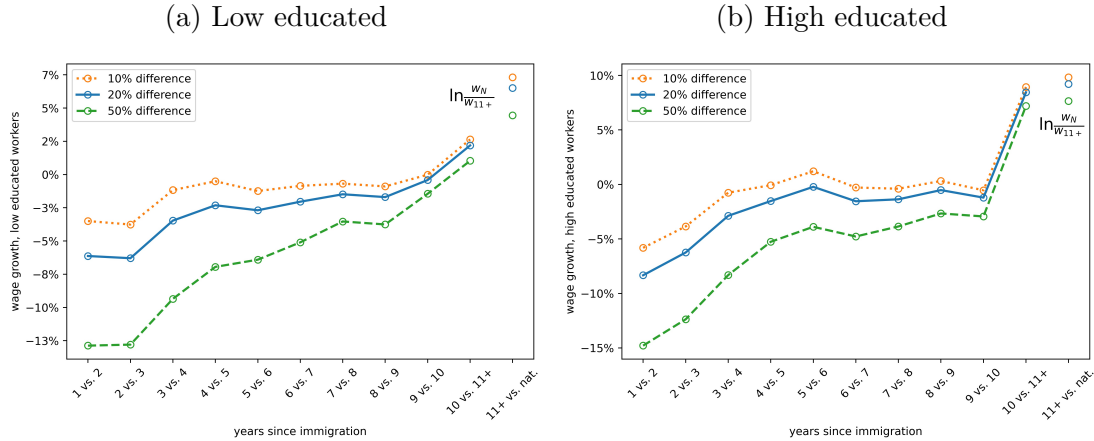 (a) Low educated
wage growth, low educated workers
7%
5%
2%
0%
−3%
−5%
−8%
−10%
−13%
10% difference
20% difference
50% difference
ln w_N / w_{11+}
1 vs. 2
2 vs. 3
3 vs. 4
4 vs. 5
5 vs. 6
6 vs. 7
7 vs. 8
8 vs. 9
9 vs. 10
10 vs. 11+
11+ vs. nat.
years since immigration
(b) High educated
wage growth, high educated workers
10%
5%
0%
−5%
−10%
−15%
10% difference
20% difference
50% difference
ln w_N / w_{11+}
1 vs. 2
2 vs. 3
3 vs. 4
4 vs. 5
5 vs. 6
6 vs. 7
7 vs. 8
8 vs. 9
9 vs. 10
10 vs. 11+
11+ vs. nat.
years since immigration